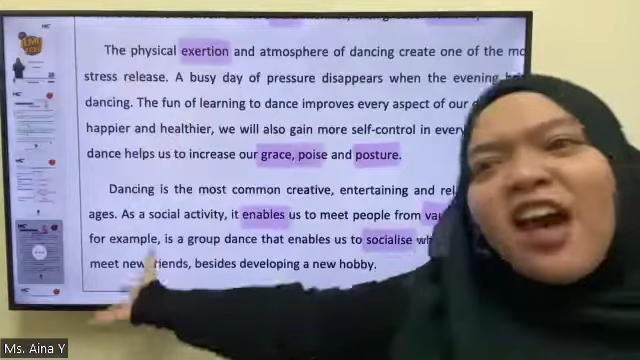 The physical exertion and atmosphere of dancing create one of the mo
stress release. A busy day of pressure disappears when the evening
dancing. The fun of learning to dance improves every aspect of our
happier and healthier, we will also gain more self-control in every
dance helps us to increase our grace, poise and posture.
Dancing is the most common creative, entertaining and rel
ages. As a social activity, it enables us to meet people from
for example, is a group dance that enables us to socialise
meet new friends, besides developing a new hobby.
Ms. Aina Y